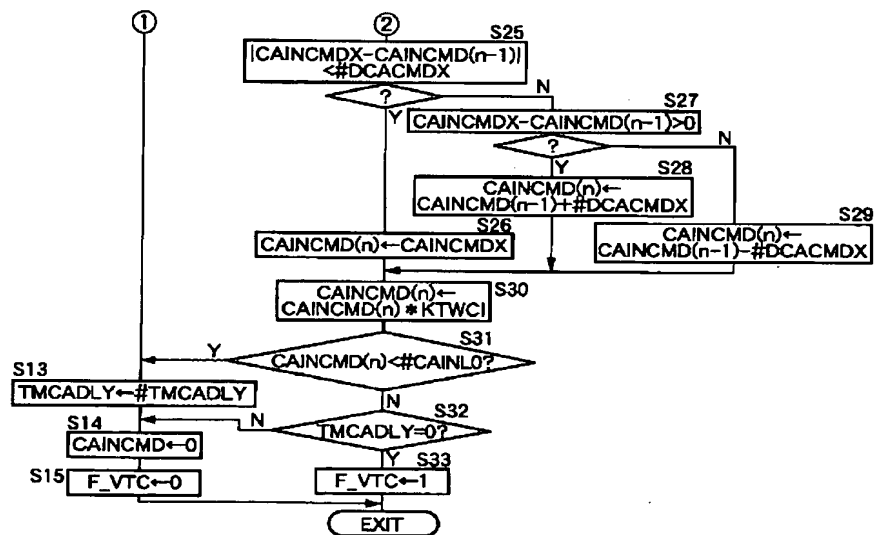 ① ②
S25
|CAINCMDX-CAINCMD(n-1)|
<#DCACMDX
?
N
Y
S27
CAINCMDX-CAINCMD(n-1)>0
?
N
Y
S28
CAINCMD(n)←
CAINCMD(n-1)+#DCACMDX
S29
CAINCMD(n)←
CAINCMD(n-1)-#DCACMDX
S26
CAINCMD(n)←CAINCMDX
S30
CAINCMD(n)←
CAINCMD(n)*KTWCI
S31
CAINCMD(n)<#CAINL0?
Y
N
S13
TMCADLY←#TMCADLY
S32
TMCADLY=0?
N
Y
S14
CAINCMD←0
S15
F_VTC←0
S33
F_VTC←1
EXIT